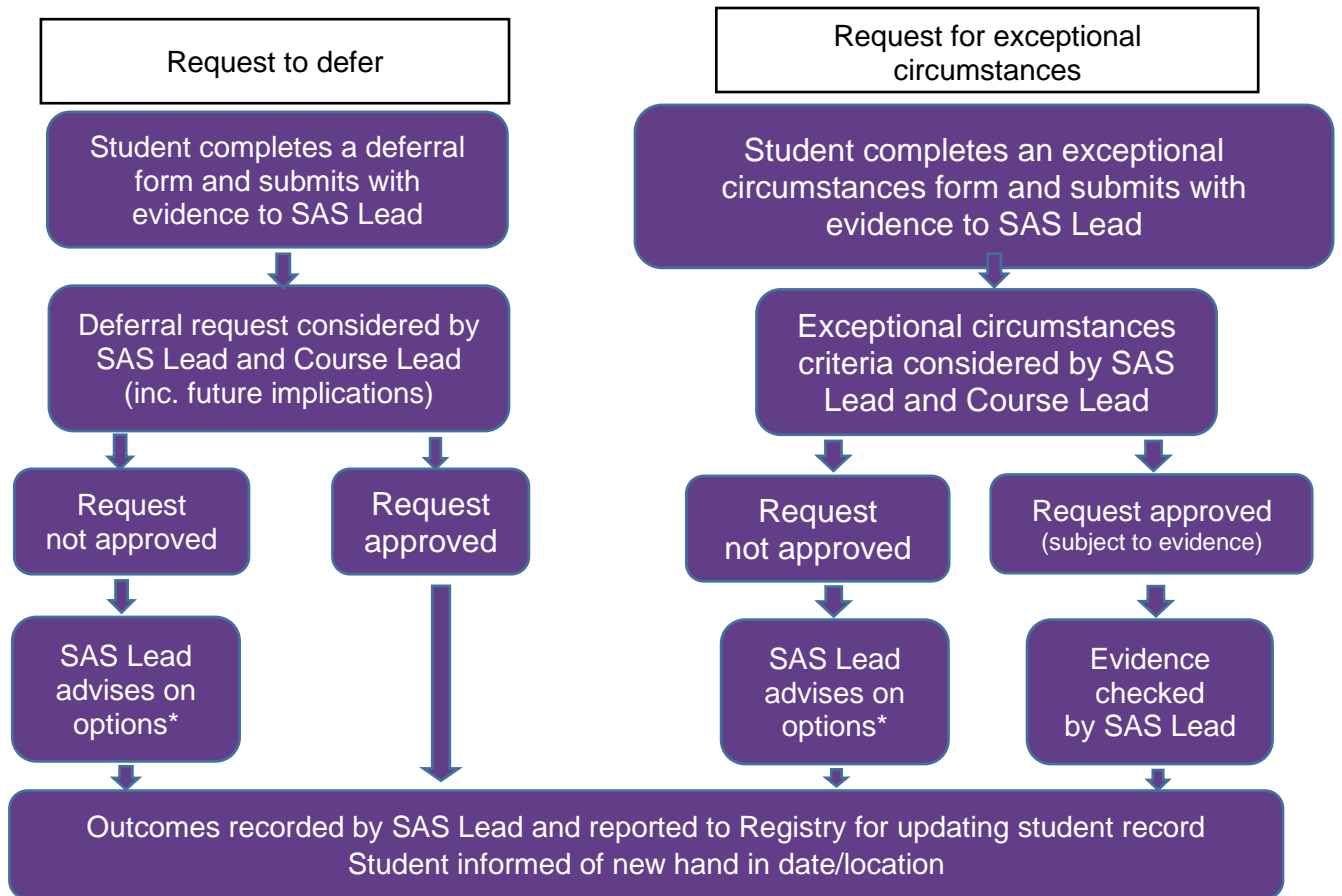 Request to defer
Request for exceptional
circumstances
Student completes a deferral
form and submits with
evidence to SAS Lead
Student completes an exceptional
circumstances form and submits with
evidence to SAS Lead
Deferral request considered by
SAS Lead and Course Lead
(inc. future implications)
Exceptional circumstances
criteria considered by SAS
Lead and Course Lead
Request
not approved
Request
approved
Request
not approved
Request approved
(subject to evidence)
SAS Lead
advises on
options*
SAS Lead
advises on
options*
Evidence
checked
by SAS Lead
Outcomes recorded by SAS Lead and reported to Registry for updating student record
Student informed of new hand in date/location